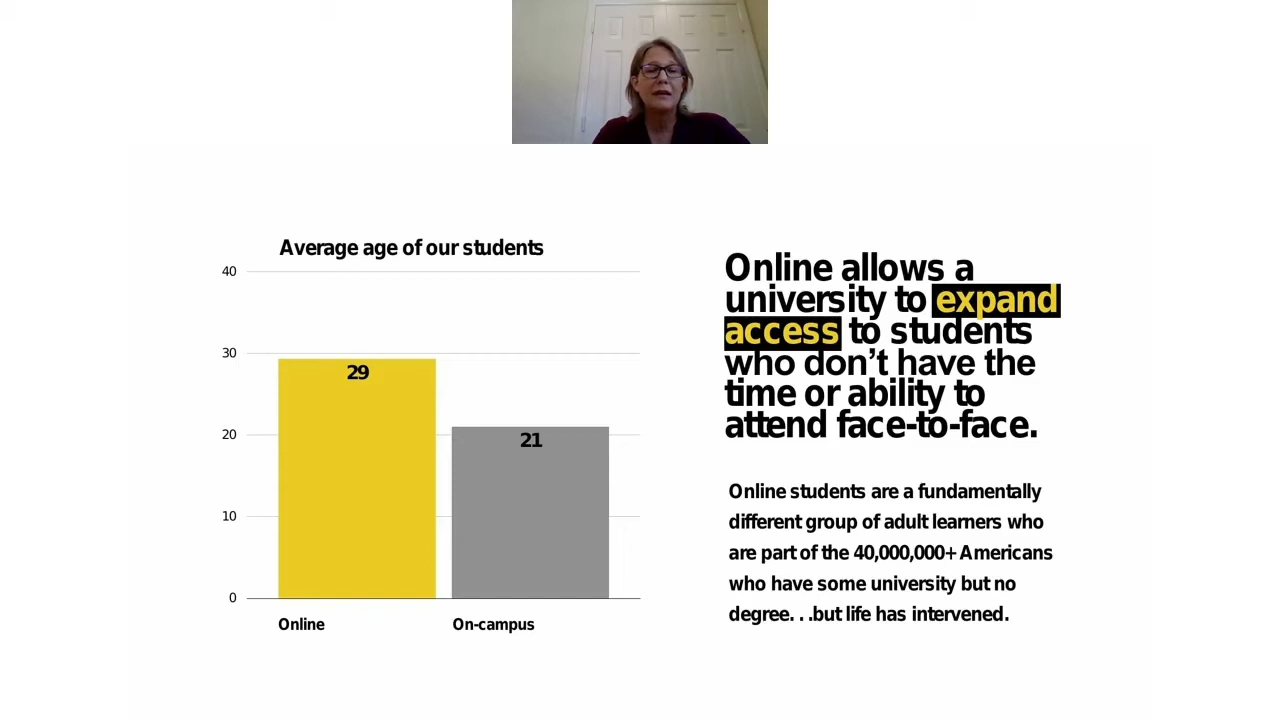 Average age of our students
40
30
20
10
0
29
21
Online
On-campus
Online allows a
university to expand
access to students
who don’t have the
time or ability to
attend face-to-face.
Online students are a fundamentally
different group of adult learners who
are part of the 40,000,000+ Americans
who have some university but no
degree. . .but life has intervened.